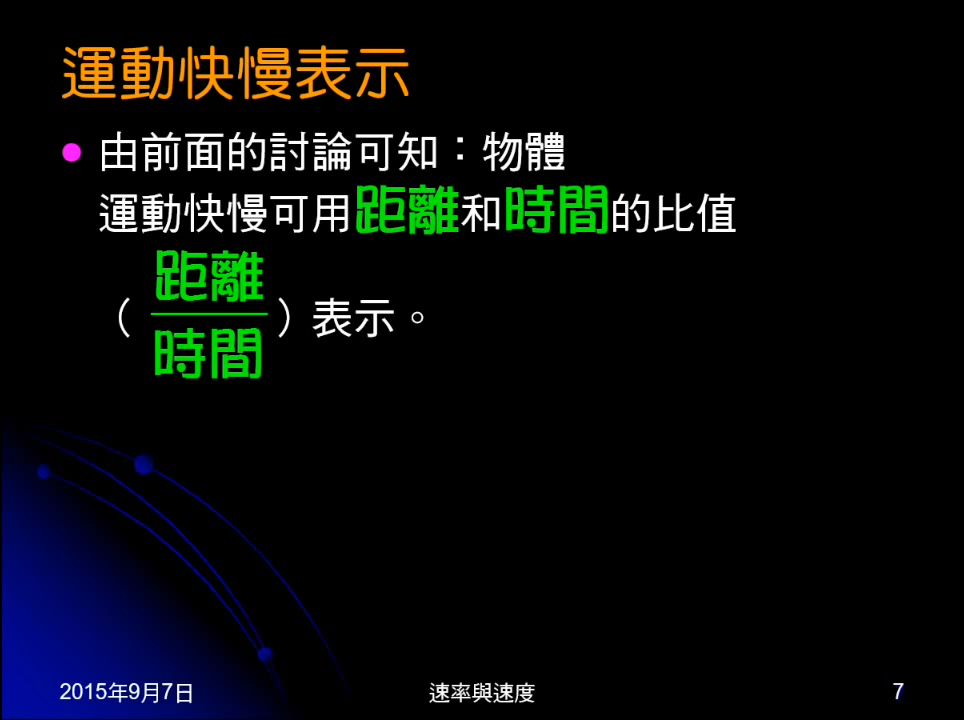 運動快慢表示
由前面的討論可知：物體
運動快慢可用距離和時間的比值
（距離/時間）表示。
2015年9月7日
速率與速度
7